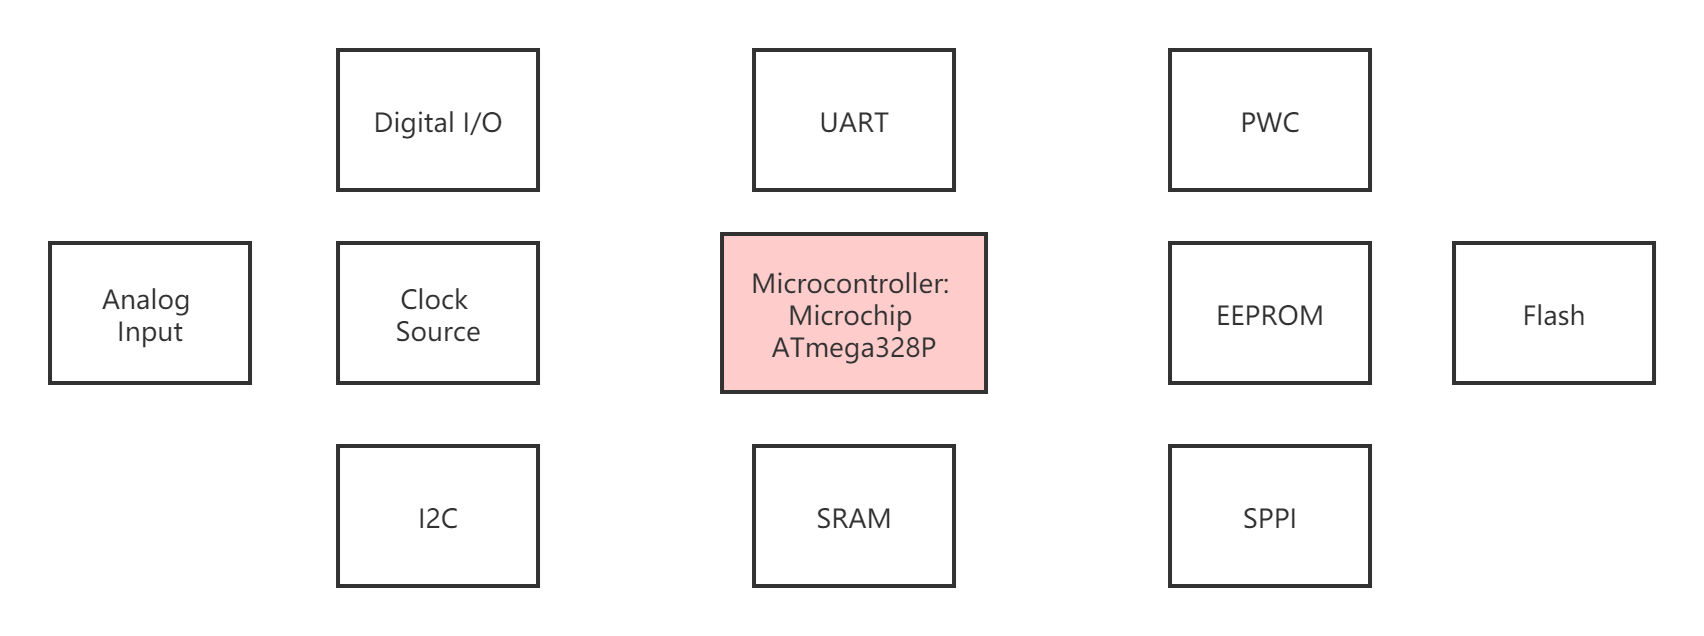 Digital I/O
UART
PWC
Analog
Input
Clock
Source
Microcontroller:
Microchip
ATmega328P
EEPROM
Flash
I2C
SRAM
SPPI